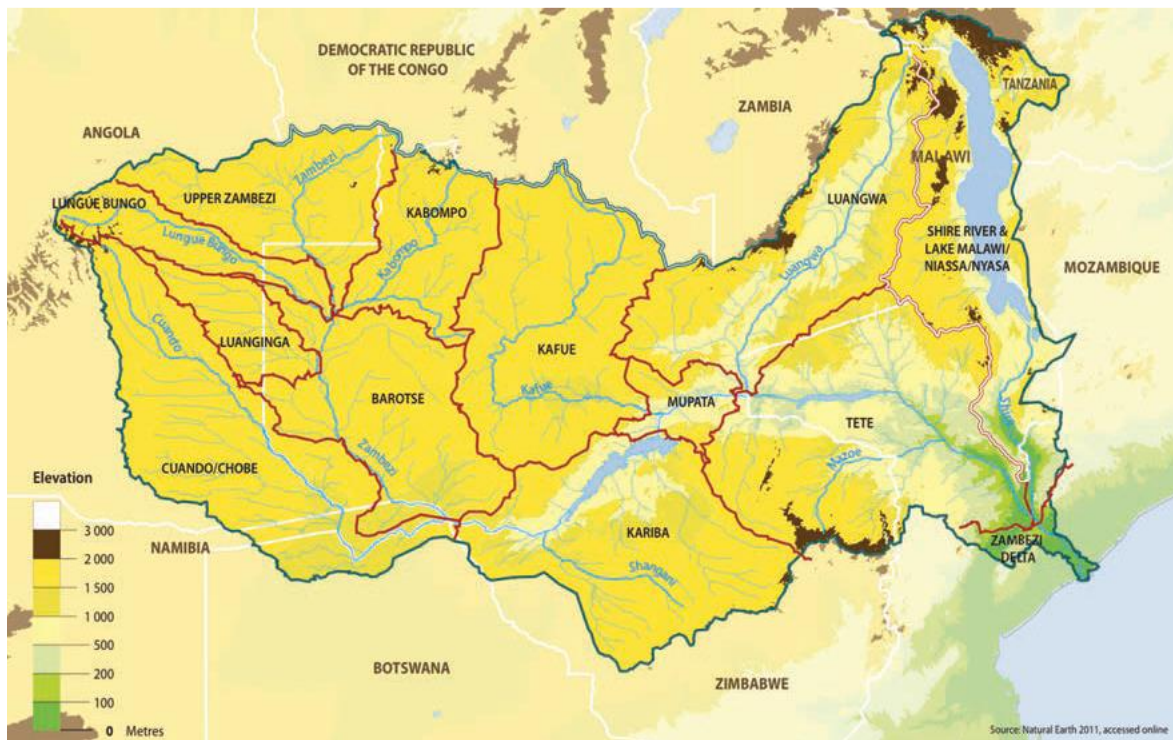 DEMOCRATIC REPUBLIC
OF THE CONGO
ZAMBIA
TANZANIA
ANGOLA
MALAWI
Zambezi
LUNGUE BUNGO
UPPER ZAMBEZI
KABOMPO
LUANGWA
Lungue Bungo
Kabompo
Luangwa
SHIRE RIVER &
LAKE MALAWI/
NIASSA/NYASA
MOZAMBIQUE
Cuando
LUANGINGA
KAFUE
BAROTSE
Kafue
MUPATA
Shire
TETE
Zambezi
Mazoe
CUANDO/CHOBE
Elevation
3 000
2 000
1 500
1 000
500
200
100
0 Metres
NAMIBIA
KARIBA
Shangani
ZAMBEZI
DELTA
BOTSWANA
ZIMBABWE
Source: Natural Earth 2011, accessed online